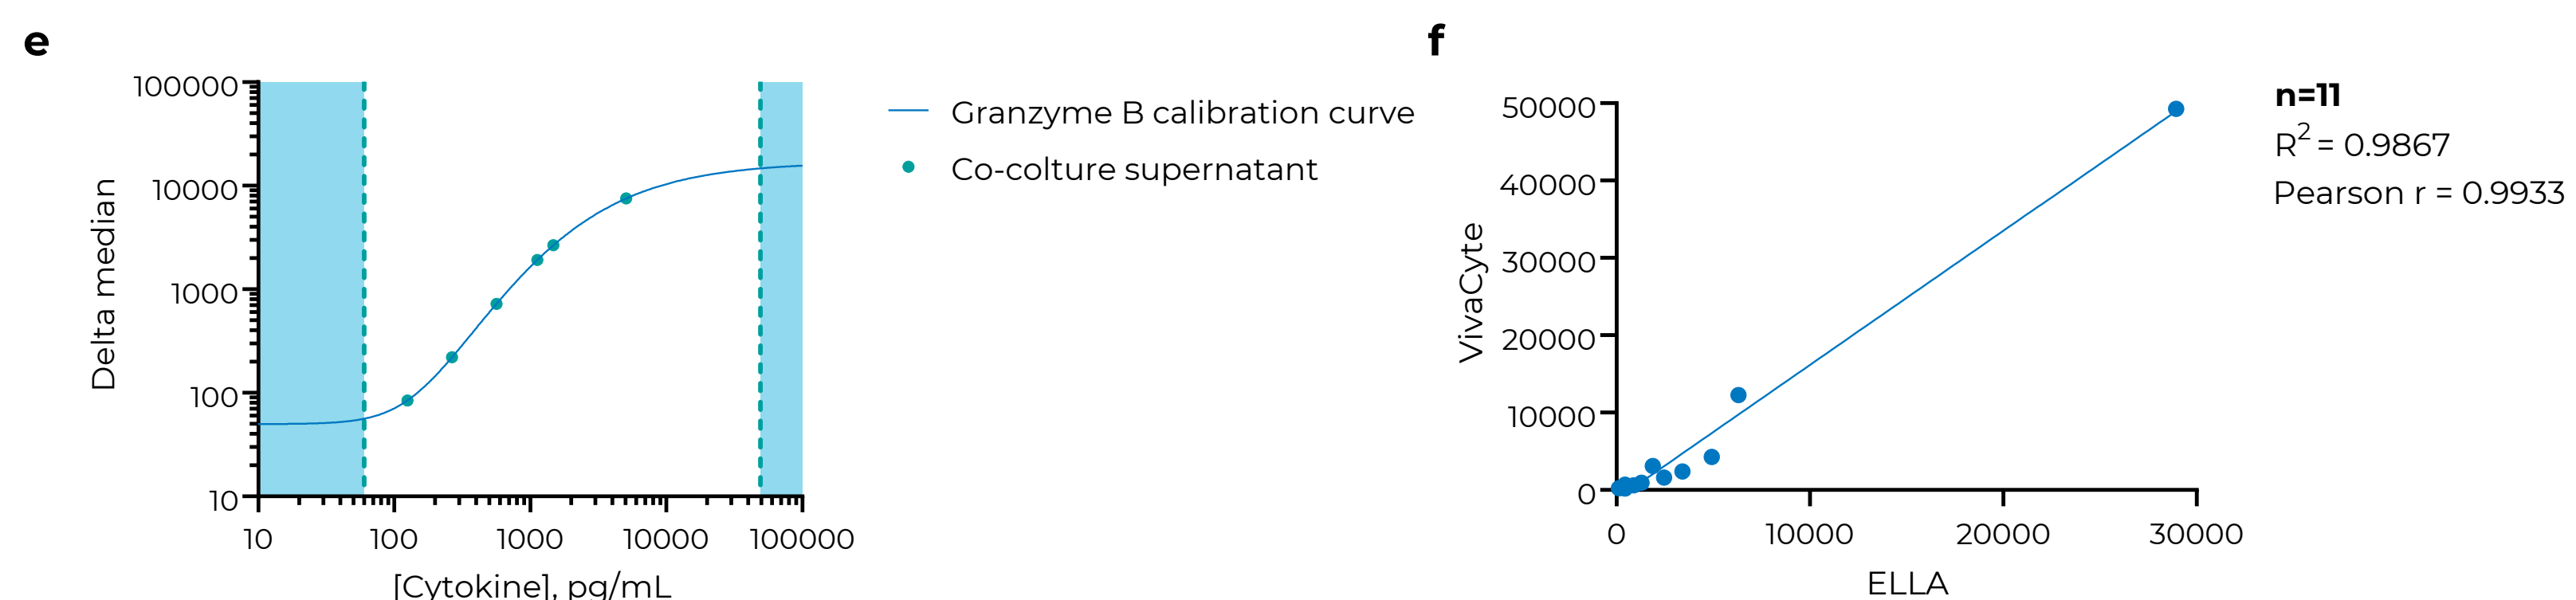 e
100000
10000
1000
100
10
Delta median
10
100
1000
10000
100000
[Cytokine], pg/mL
Granzyme B calibration curve
Co-colture supernatant
f
50000
40000
30000
20000
10000
0
VivaCyte
0
10000
20000
30000
ELLA
n=11
R² = 0.9867
Pearson r = 0.9933